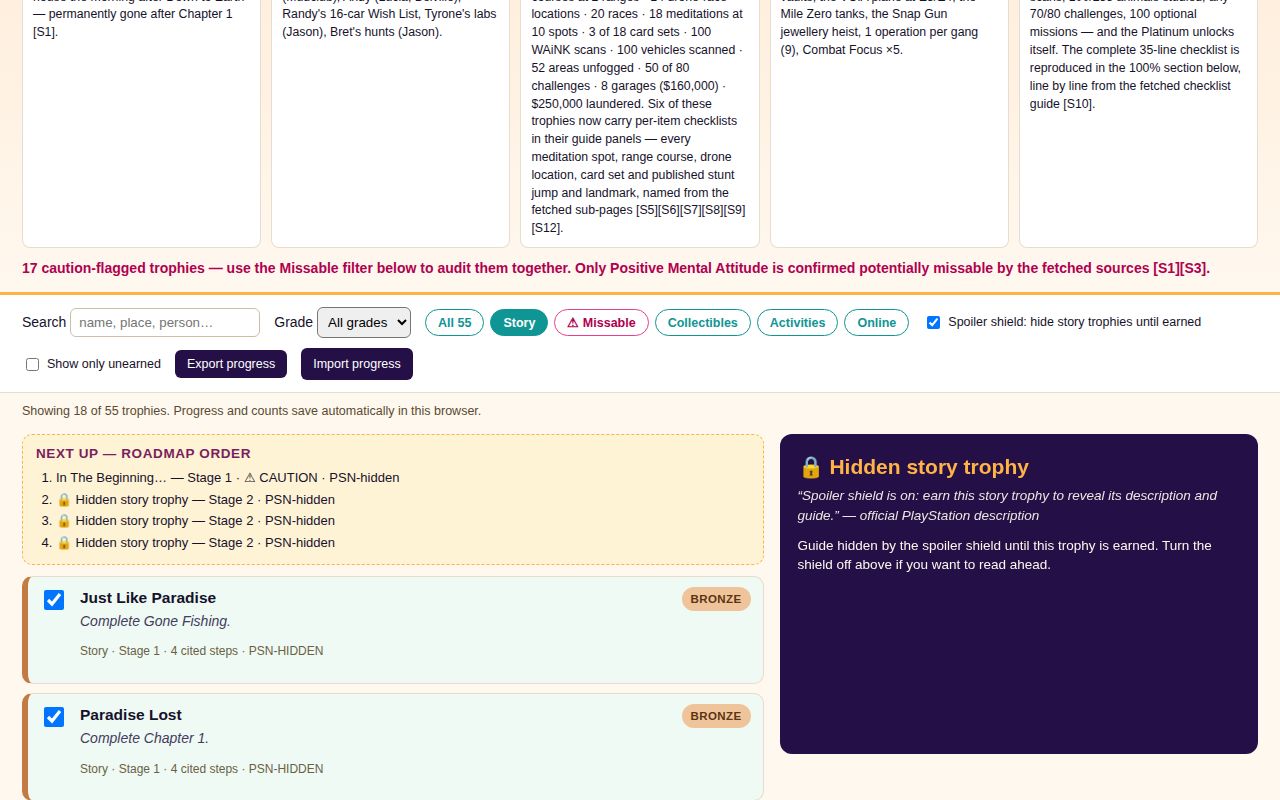 — permanently gone after Chapter 1
[S1].
Randy's 16-car Wish List, Tyrone's labs
(Jason), Bret's hunts (Jason).
locations · 20 races · 18 meditations at
10 spots · 3 of 18 card sets · 100
WAiNK scans · 100 vehicles scanned ·
52 areas unfogged · 50 of 80
challenges · 8 garages ($160,000) ·
$250,000 laundered. Six of these
trophies now carry per-item checklists
in their guide panels — every
meditation spot, range course, drone
location, card set and published stunt
jump and landmark, named from the
fetched sub-pages [S5][S6][S7][S8][S9]
[S12].
Mile Zero tanks, the Snap Gun
jewellery heist, 1 operation per gang
(9), Combat Focus ×5.
70/80 challenges, 100 optional
missions — and the Platinum unlocks
itself. The complete 35-line checklist is
reproduced in the 100% section below,
line by line from the fetched checklist
guide [S10].
17 caution-flagged trophies — use the Missable filter below to audit them together. Only Positive Mental Attitude is confirmed potentially missable by the fetched sources [S1][S3].
Search name, place, person… Grade All grades All 55 Story ⚠ Missable Collectibles Activities Online Spoiler shield: hide story trophies until earned
Show only unearned Export progress Import progress
Showing 18 of 55 trophies. Progress and counts save automatically in this browser.
NEXT UP — ROADMAP ORDER
1. In The Beginning… — Stage 1 · ⚠ CAUTION · PSN-hidden
2. 🔒 Hidden story trophy — Stage 2 · PSN-hidden
3. 🔒 Hidden story trophy — Stage 2 · PSN-hidden
4. 🔒 Hidden story trophy — Stage 2 · PSN-hidden
Just Like Paradise BRONZE
Complete Gone Fishing.
Story · Stage 1 · 4 cited steps · PSN-HIDDEN
Paradise Lost BRONZE
Complete Chapter 1.
Story · Stage 1 · 4 cited steps · PSN-HIDDEN
🔒 Hidden story trophy
“Spoiler shield is on: earn this story trophy to reveal its description and
guide.” — official PlayStation description
Guide hidden by the spoiler shield until this trophy is earned. Turn the
shield off above if you want to read ahead.